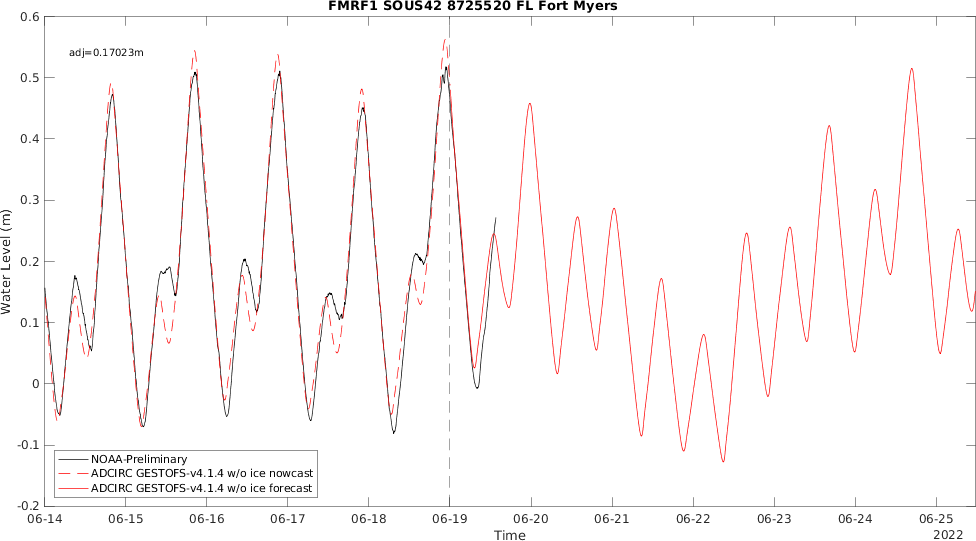 FMRF1 SOUS42 8725520 FL Fort Myers
0.6
adj=0.17023m
0.5
0.4
0.3
0.2
0.1
0
-0.1
-0.2
Water Level (m)
NOAA-Preliminary
ADCIRC GESTOFS-v4.1.4 w/o ice nowcast
ADCIRC GESTOFS-v4.1.4 w/o ice forecast
06-14 06-15 06-16 06-17 06-18 06-19 06-20 06-21 06-22 06-23 06-24 06-25
Time
2022